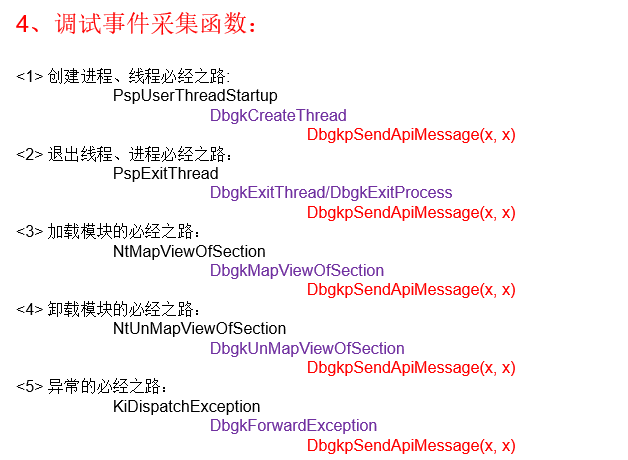 4、调试事件采集函数：
<1> 创建进程、线程必经之路:
PspUserThreadStartup
DbgkCreateThread
DbgkpSendApiMessage(x, x)
<2> 退出线程、进程必经之路：
PspExitThread
DbgkExitThread/DbgkExitProcess
DbgkpSendApiMessage(x, x)
<3> 加载模块的必经之路：
NtMapViewOfSection
DbgkMapViewOfSection
DbgkpSendApiMessage(x, x)
<4> 卸载模块的必经之路：
NtUnMapViewOfSection
DbgkUnMapViewOfSection
DbgkpSendApiMessage(x, x)
<5> 异常的必经之路：
KiDispatchException
DbgkForwardException
DbgkpSendApiMessage(x, x)